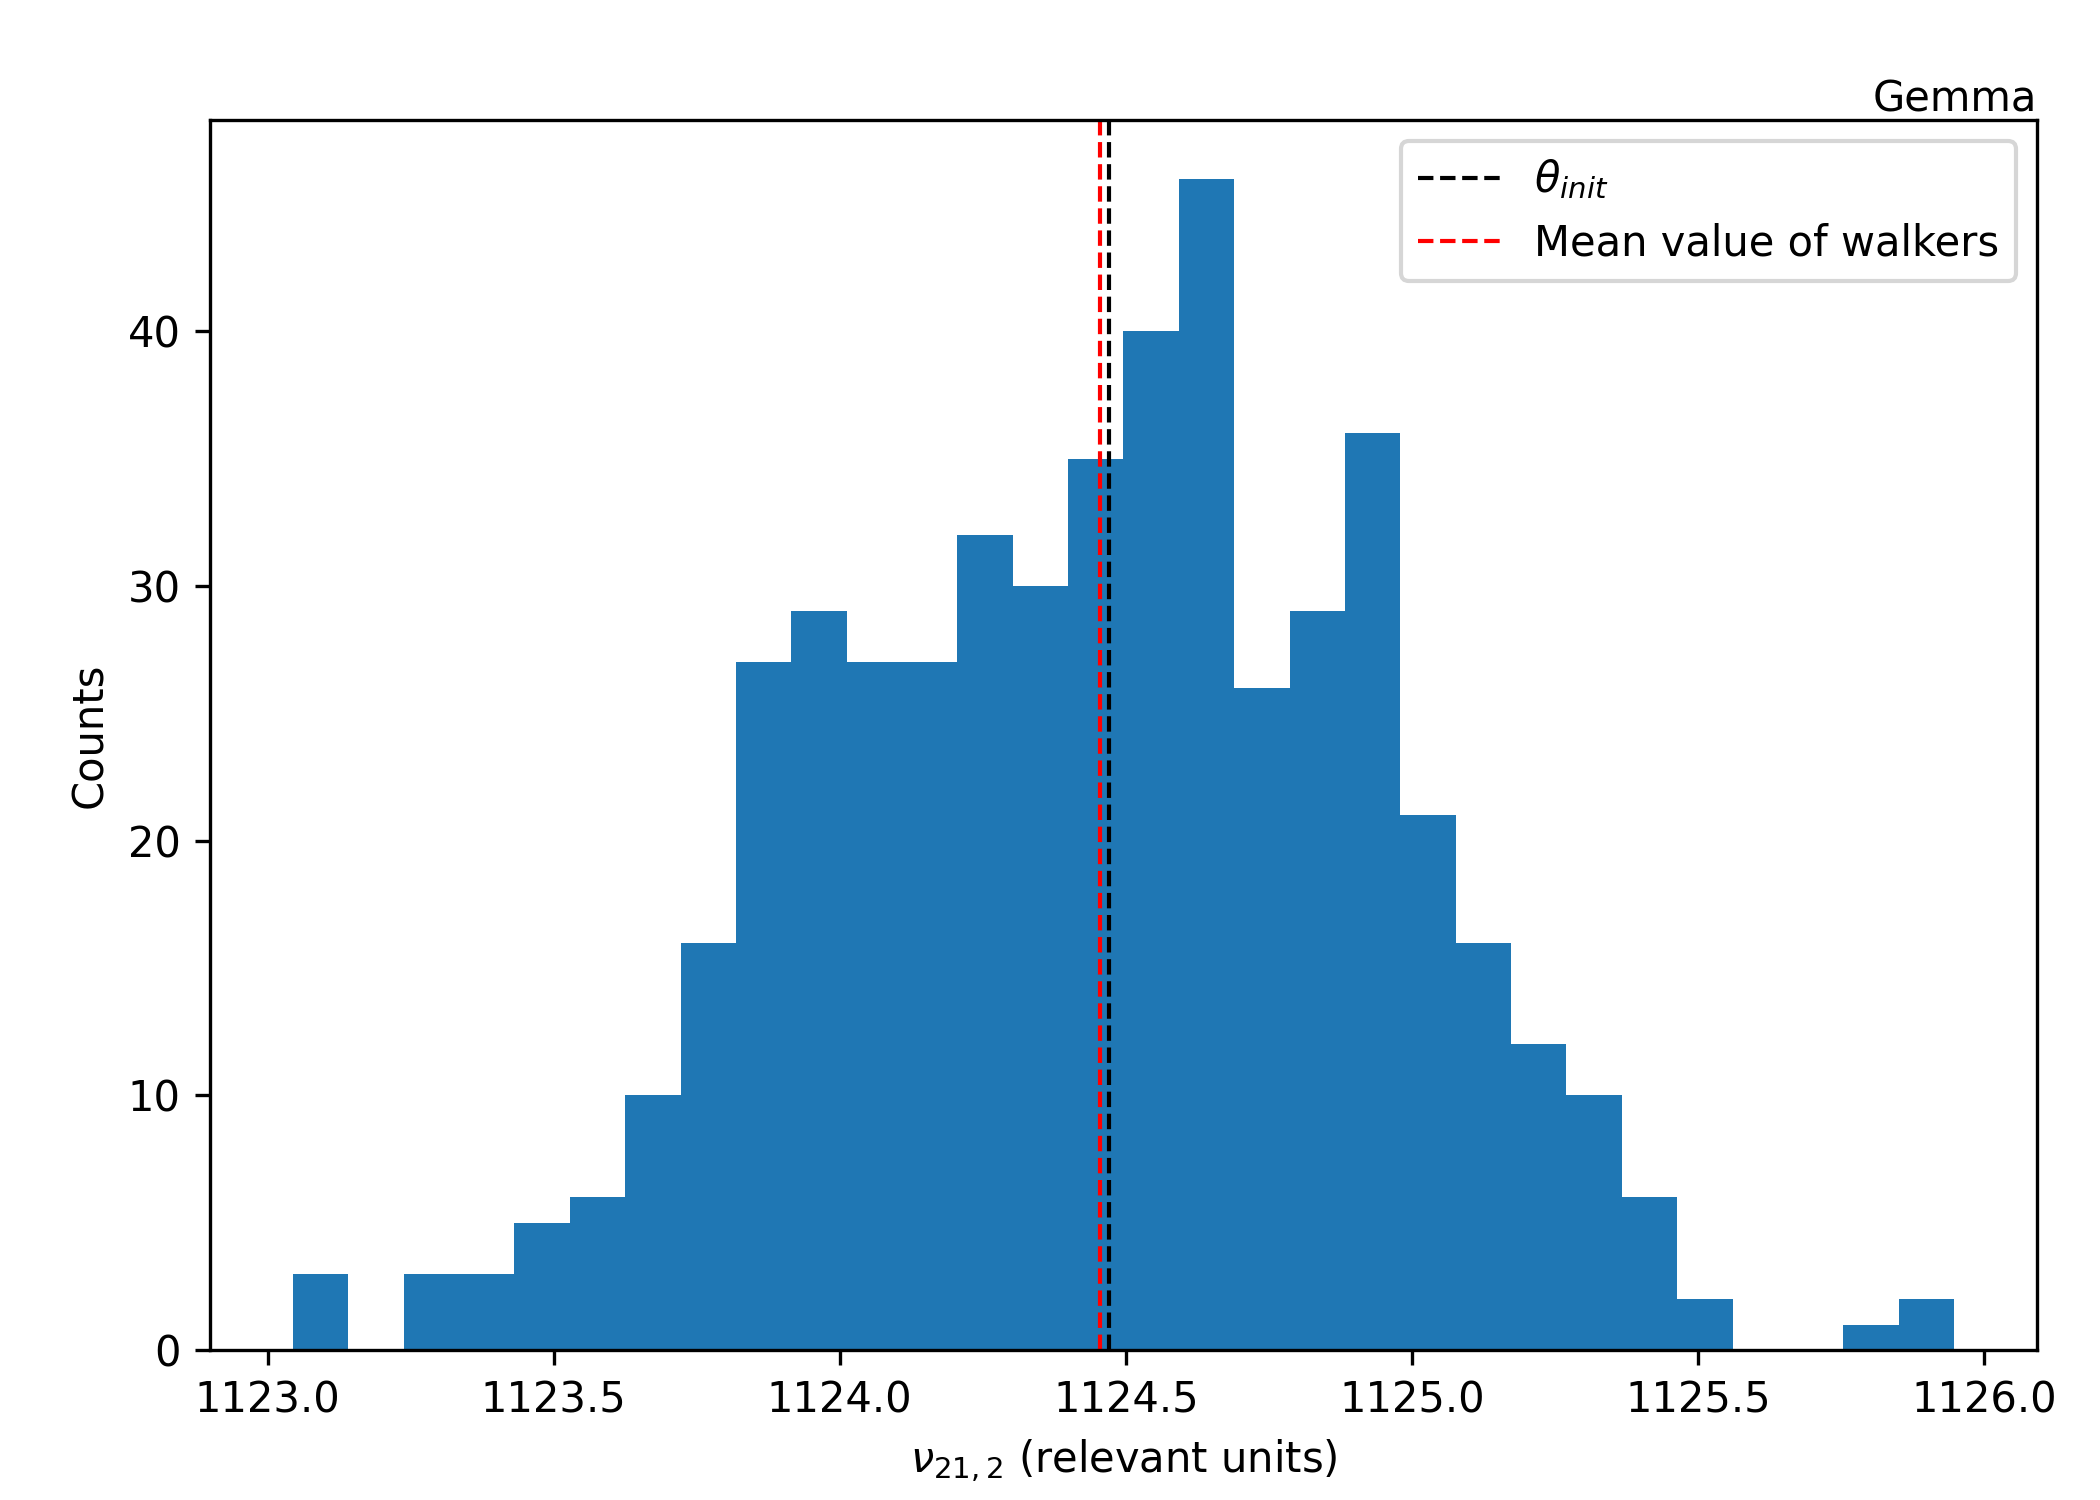 Gemma
θinit
Mean value of walkers
Counts
40
30
20
10
0
1123.0 1123.5 1124.0 1124.5 1125.0 1125.5 1126.0
ν21, 2 (relevant units)